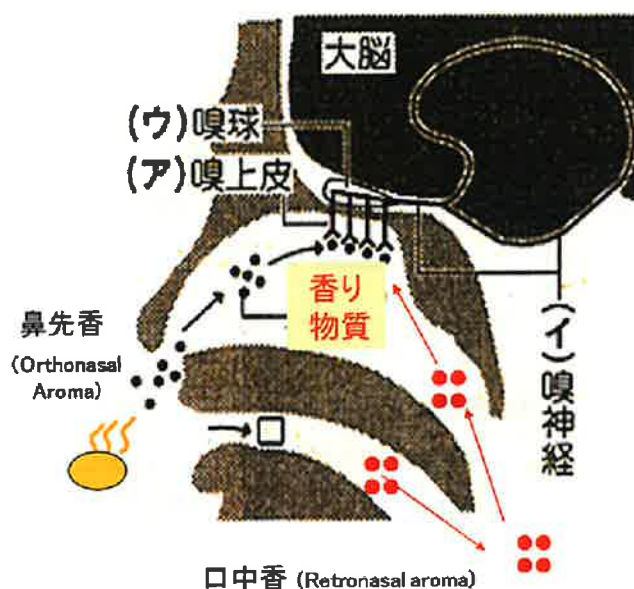 大脳
(ウ)嗅球
(ア)嗅上皮
香り
物質
鼻先香
(Orthonasal
Aroma)
(イ)嗅神経
口中香 (Retronasal aroma)